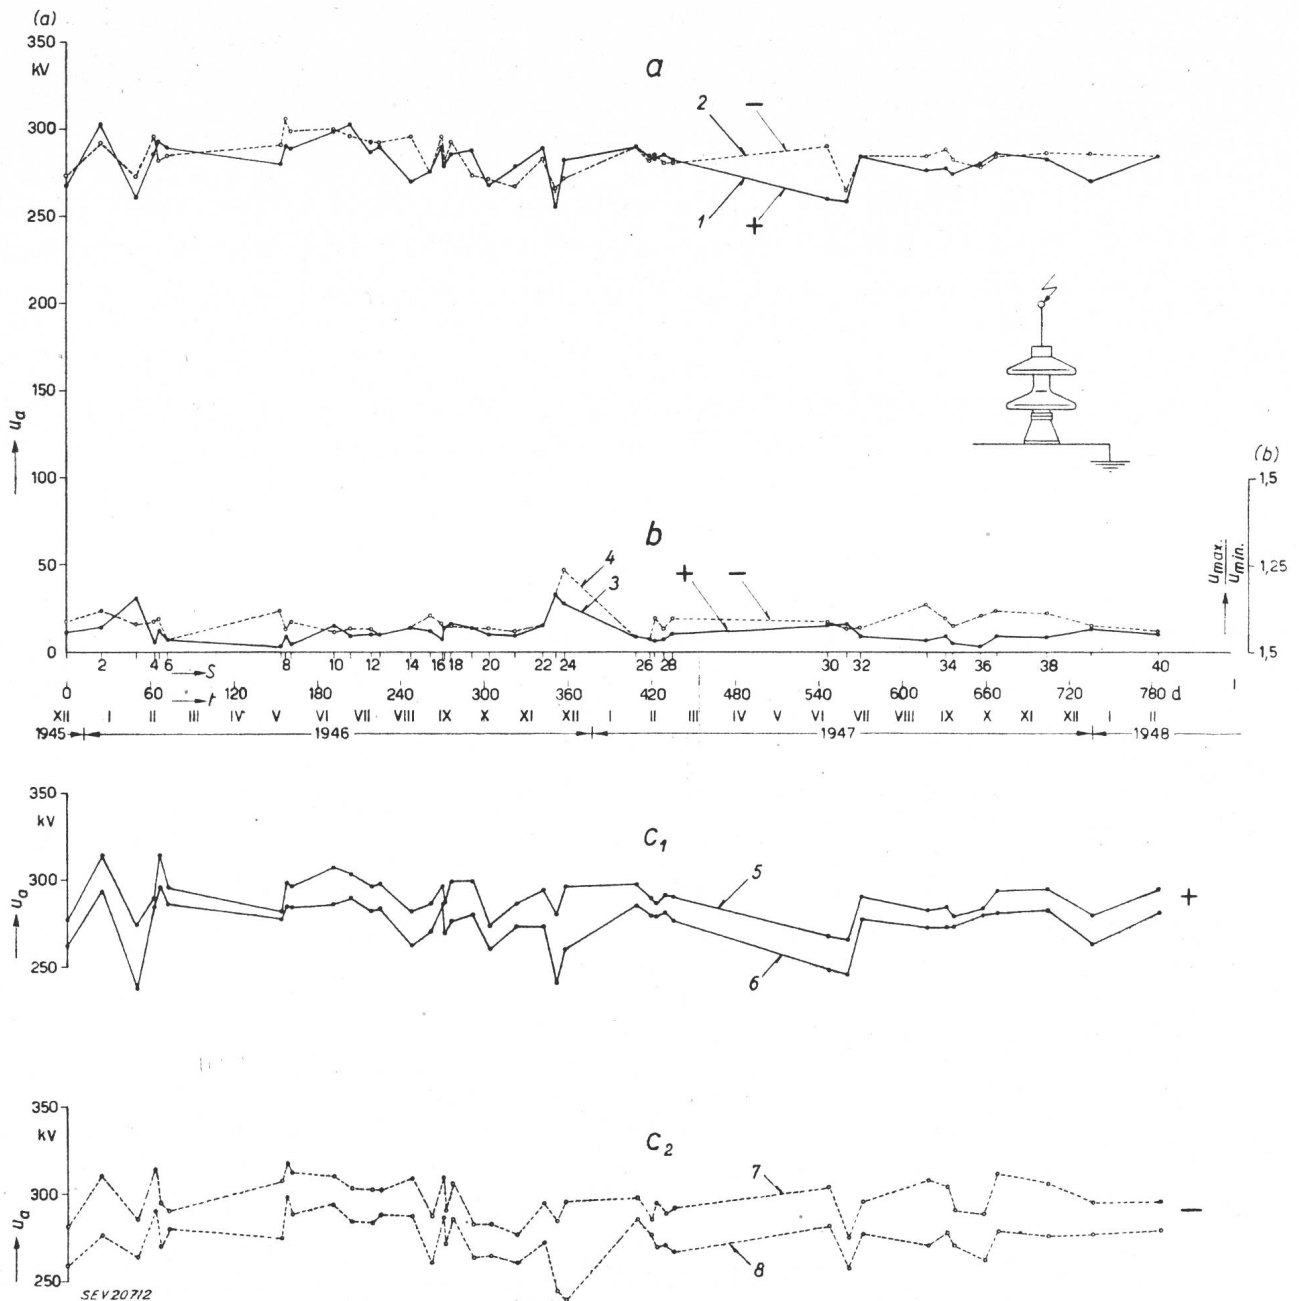 (a)
350
kV
a
300
2 −
250
1 +
200
150
u_a
100
(b)
1,5
b
50
4
3
+ −
1,25
u_max.
u_min.
0
1,5
2 4 6 8 10 12 14 16 18 20 22 24 26 28 30 32 34 36 38 40
S
0 60 120 180 240 300 360 420 480 540 600 660 720 780 d
t
XII I II III IV V VI VII VIII IX X XI XII I II III IV V VI VII VIII IX X XI XII I II
1945 1946 1947 1948
350
kV
C1
300
5
+
u_a
250
6
350
kV
C2
300
7
−
u_a
250
8
SEV 20712